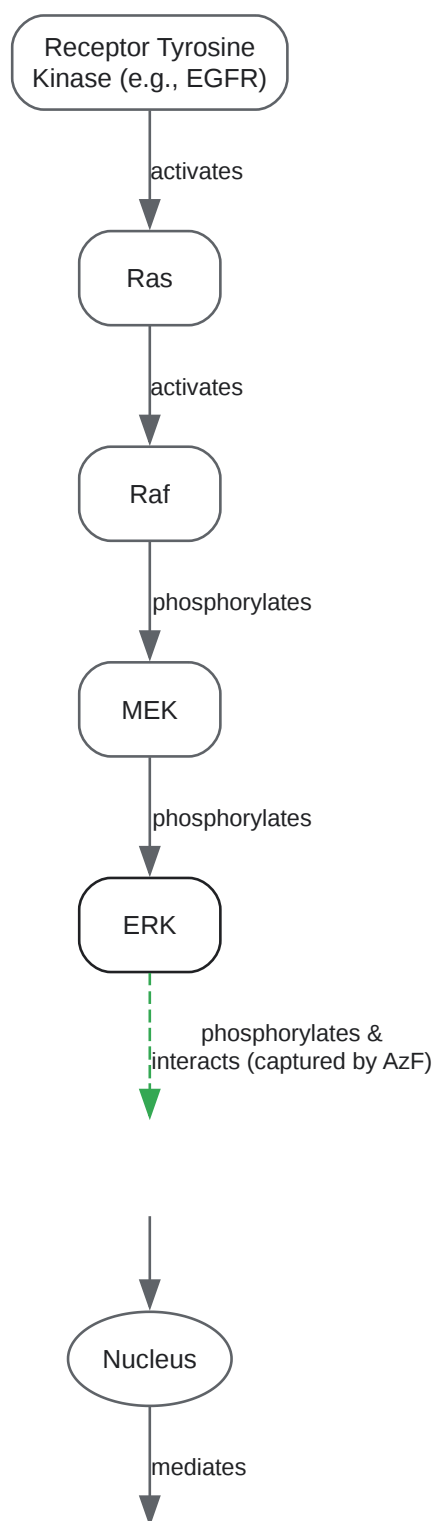 Receptor Tyrosine
Kinase (e.g., EGFR)
activates
Ras
activates
Raf
phosphorylates
MEK
phosphorylates
ERK
phosphorylates &
interacts (captured by AzF)
Nucleus
mediates